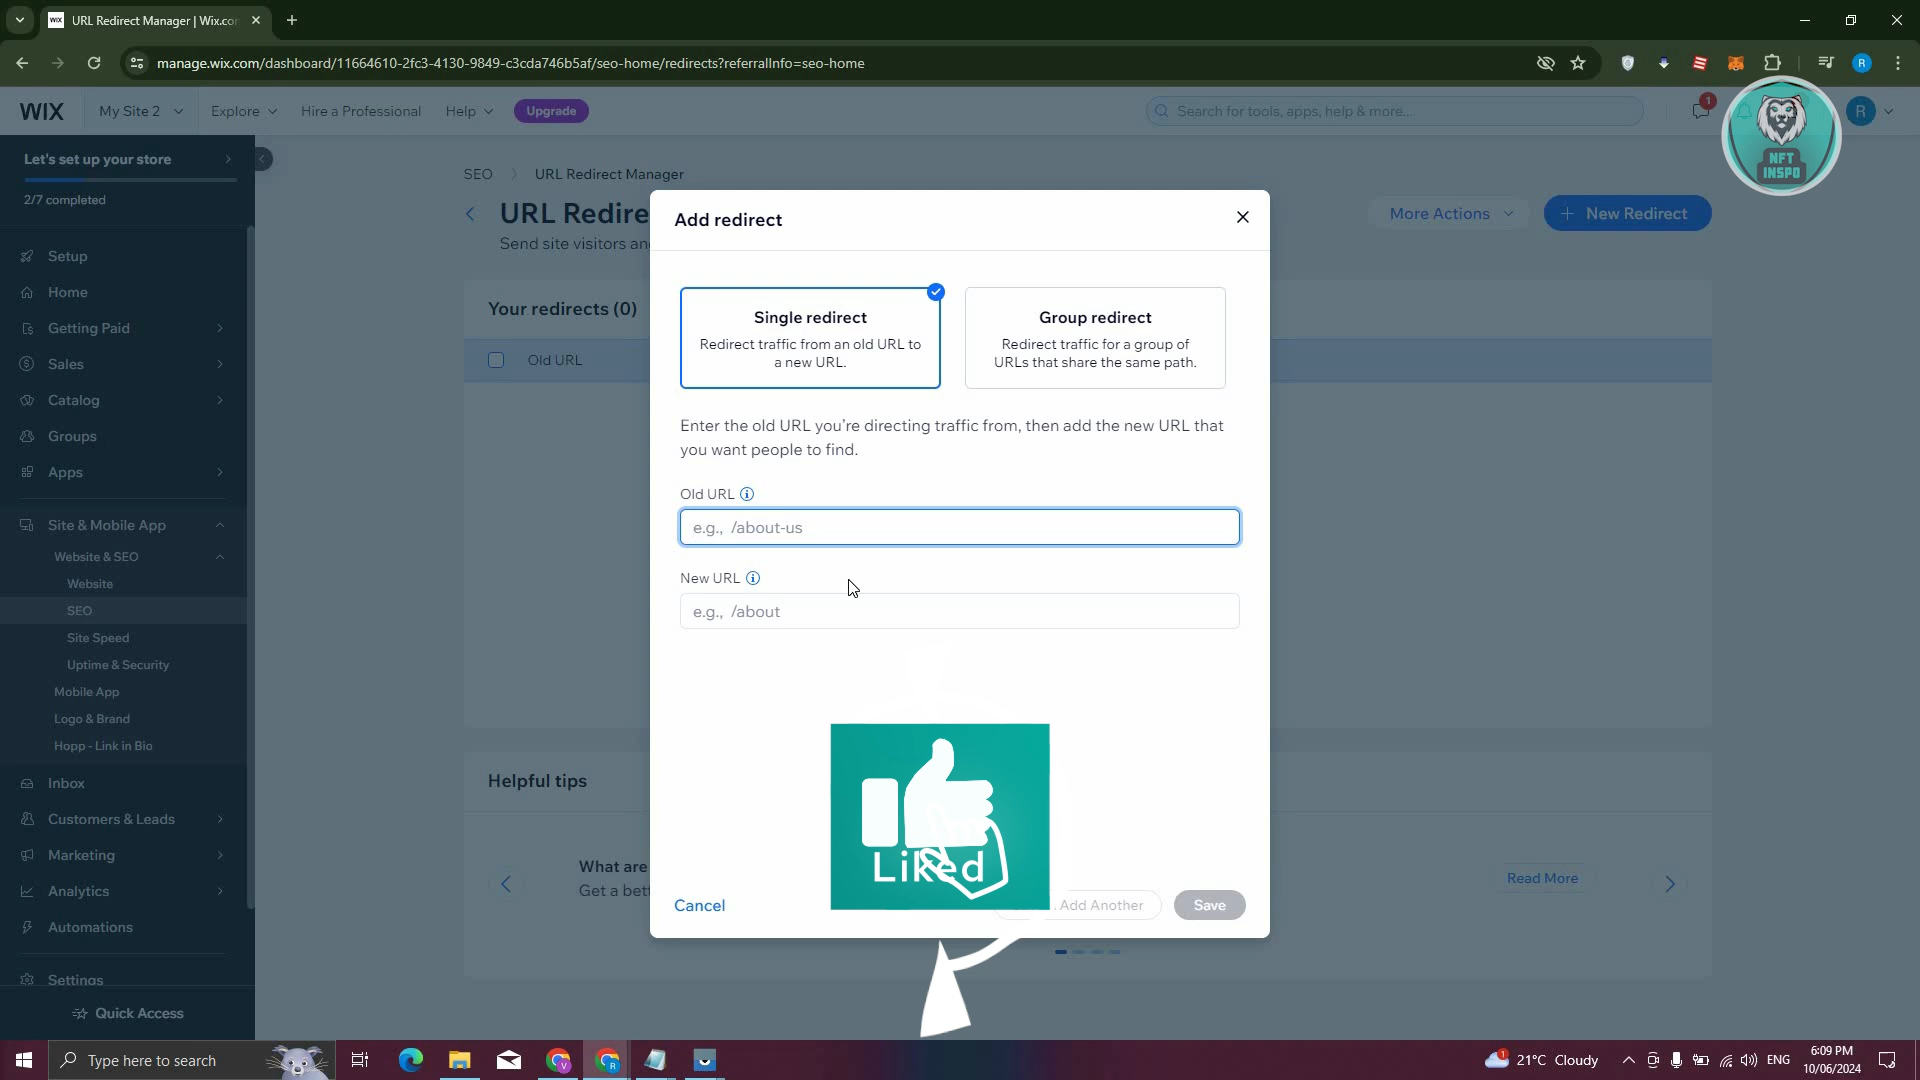 URL Redirect Manager | Wix.co
manage.wix.com/dashboard/11664610-2fc3-4130-9849-c3cda746b5af/seo-home/redirects?referralInfo=seo-home
R
WIX
My Site 2
Explore
Hire a Professional
Help
Upgrade
Search for tools, apps, help & more...
1
R
NFT
INSPO
Let's set up your store
2/7 completed
Setup
Home
Getting Paid
Sales
Catalog
Groups
Apps
Site & Mobile App
Website & SEO
Website
SEO
Site Speed
Uptime & Security
Mobile App
Logo & Brand
Hopp - Link in Bio
Inbox
Customers & Leads
Marketing
Analytics
Automations
Settings
Quick Access
SEO
URL Redirect Manager
URL Redire
Send site visitors an
More Actions
New Redirect
Your redirects (0)
Old URL
Add redirect
Single redirect
Redirect traffic from an old URL to
a new URL.
Group redirect
Redirect traffic for a group of
URLs that share the same path.
Enter the old URL you're directing traffic from, then add the new URL that
you want people to find.
Old URL
e.g., /about-us
New URL
e.g., /about
Liked
Cancel
Add Another
Save
Helpful tips
What are
Get a bet
Read More
Type here to search
V
R
1
21°C Cloudy
ENG
6:09 PM
10/06/2024